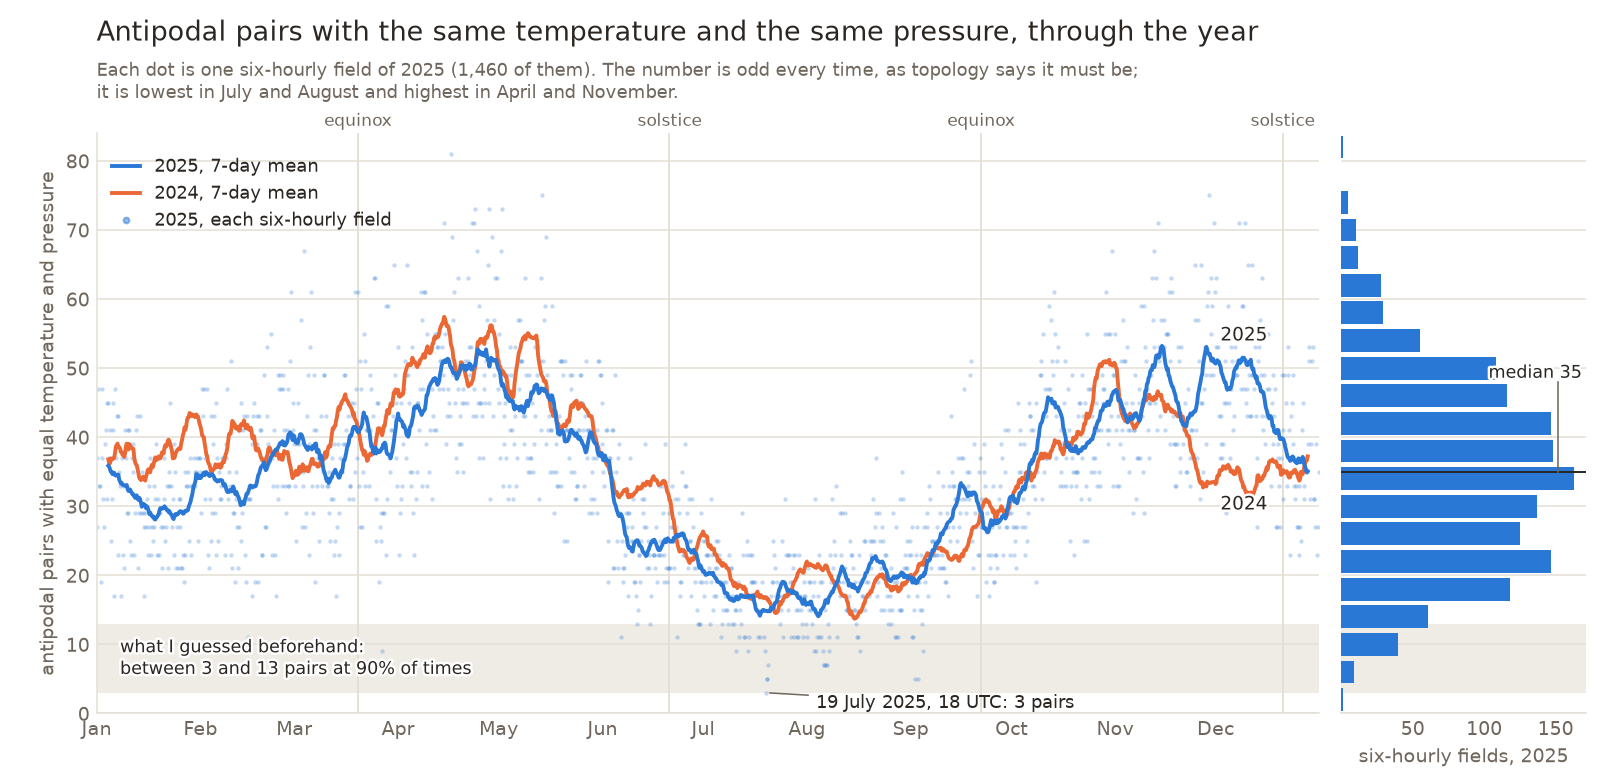 Antipodal pairs with the same temperature and the same pressure, through the year
Each dot is one six-hourly field of 2025 (1,460 of them). The number is odd every time, as topology says it must be;
it is lowest in July and August and highest in April and November.
equinox
solstice
equinox
solstice
2025, 7-day mean
2024, 7-day mean
2025, each six-hourly field
antipodal pairs with equal temperature and pressure
80
70
60
50
40
30
20
10
0
2025
2024
median 35
what I guessed beforehand:
between 3 and 13 pairs at 90% of times
19 July 2025, 18 UTC: 3 pairs
Jan
Feb
Mar
Apr
May
Jun
Jul
Aug
Sep
Oct
Nov
Dec
50
100
150
six-hourly fields, 2025